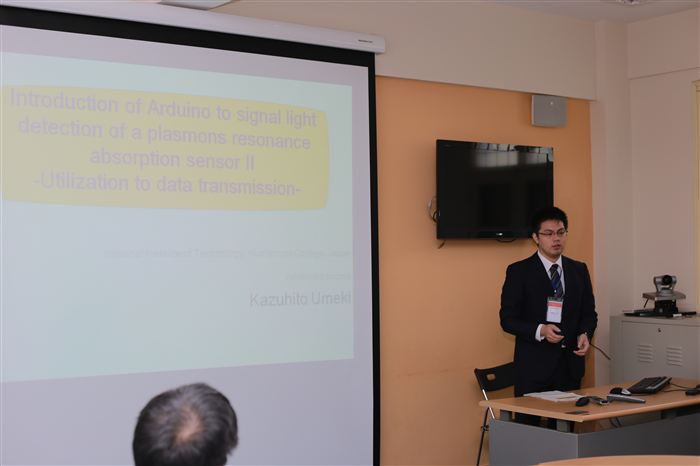 Introduction of Arduino to signal light
detection of a plasmons resonance
absorption sensor II
-Utilization to data transmission-
Technology,
Kazuhito Umeki